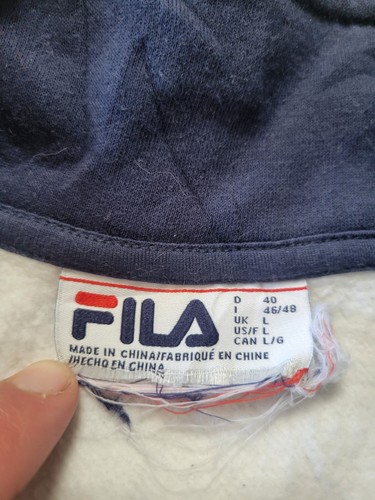 FILA
D 40
I 46/48
UK L
US/F L
CAN L/G
MADE IN CHINA/FABRIQUÉ EN CHINE
/HECHO EN CHINA